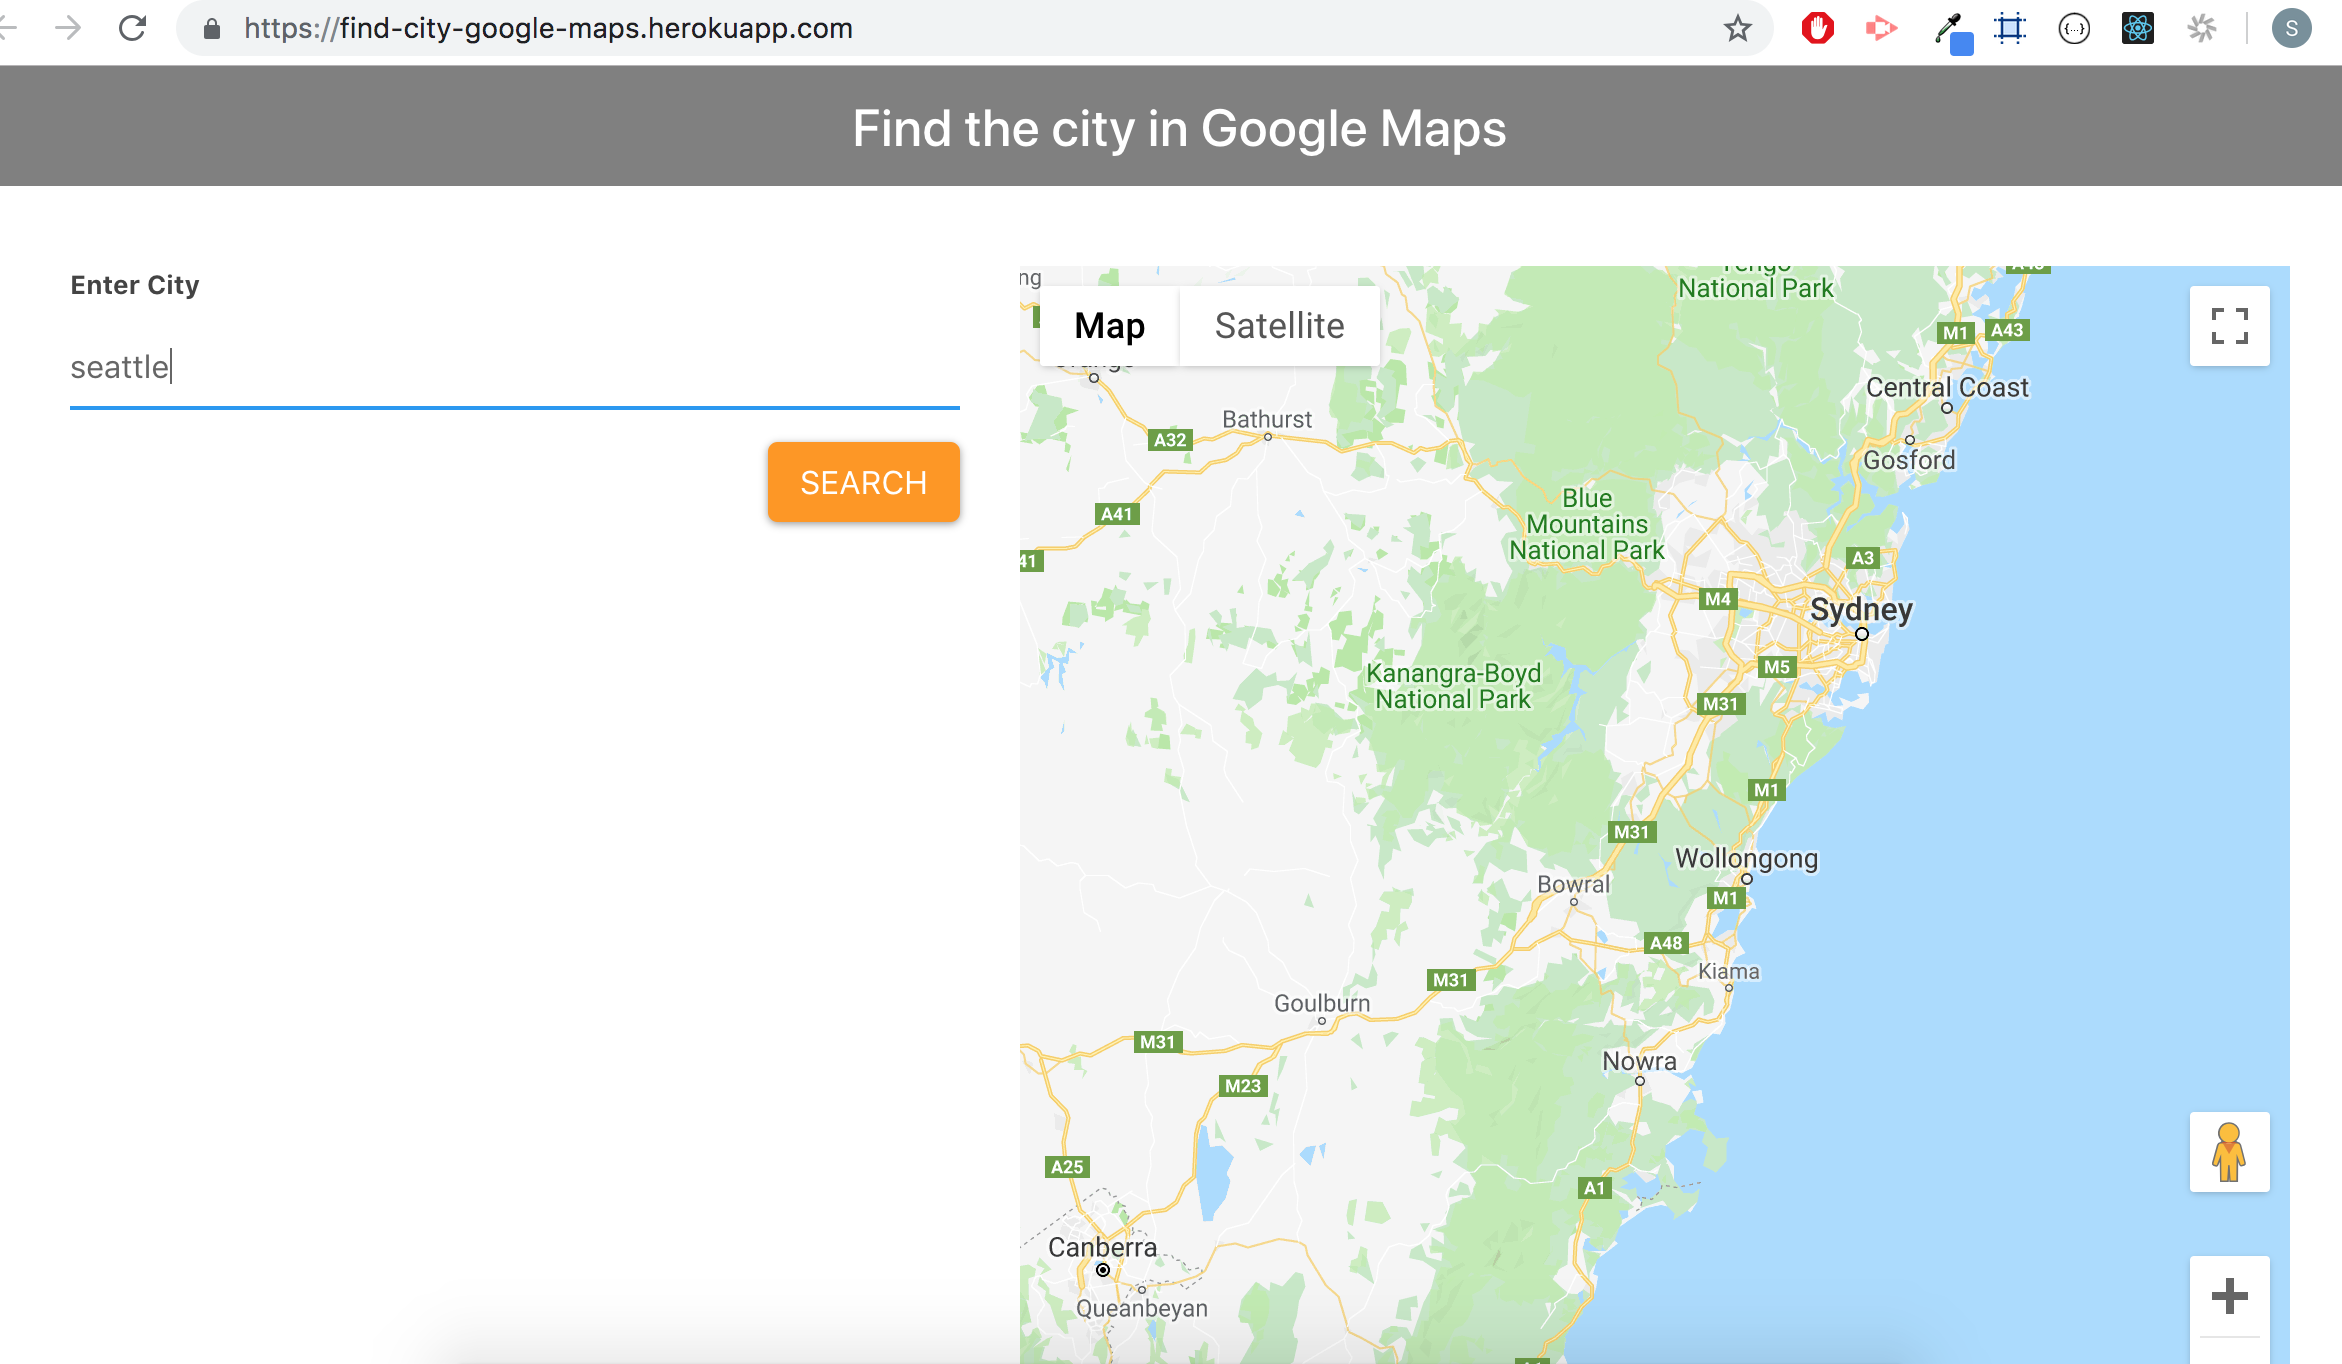 https://find-city-google-maps.herokuapp.com
S
Find the city in Google Maps
Enter City
seattle
SEARCH
Map
Satellite
National Park
M1
A43
Central Coast
Gosford
Bathurst
A32
A41
41
Blue
Mountains
National Park
A3
M4
Sydney
M5
Kanangra-Boyd
National Park
M31
M1
M31
Wollongong
Bowral
M1
A48
Kiama
M31
Goulburn
M31
Nowra
M23
A25
A1
Canberra
Queanbeyan